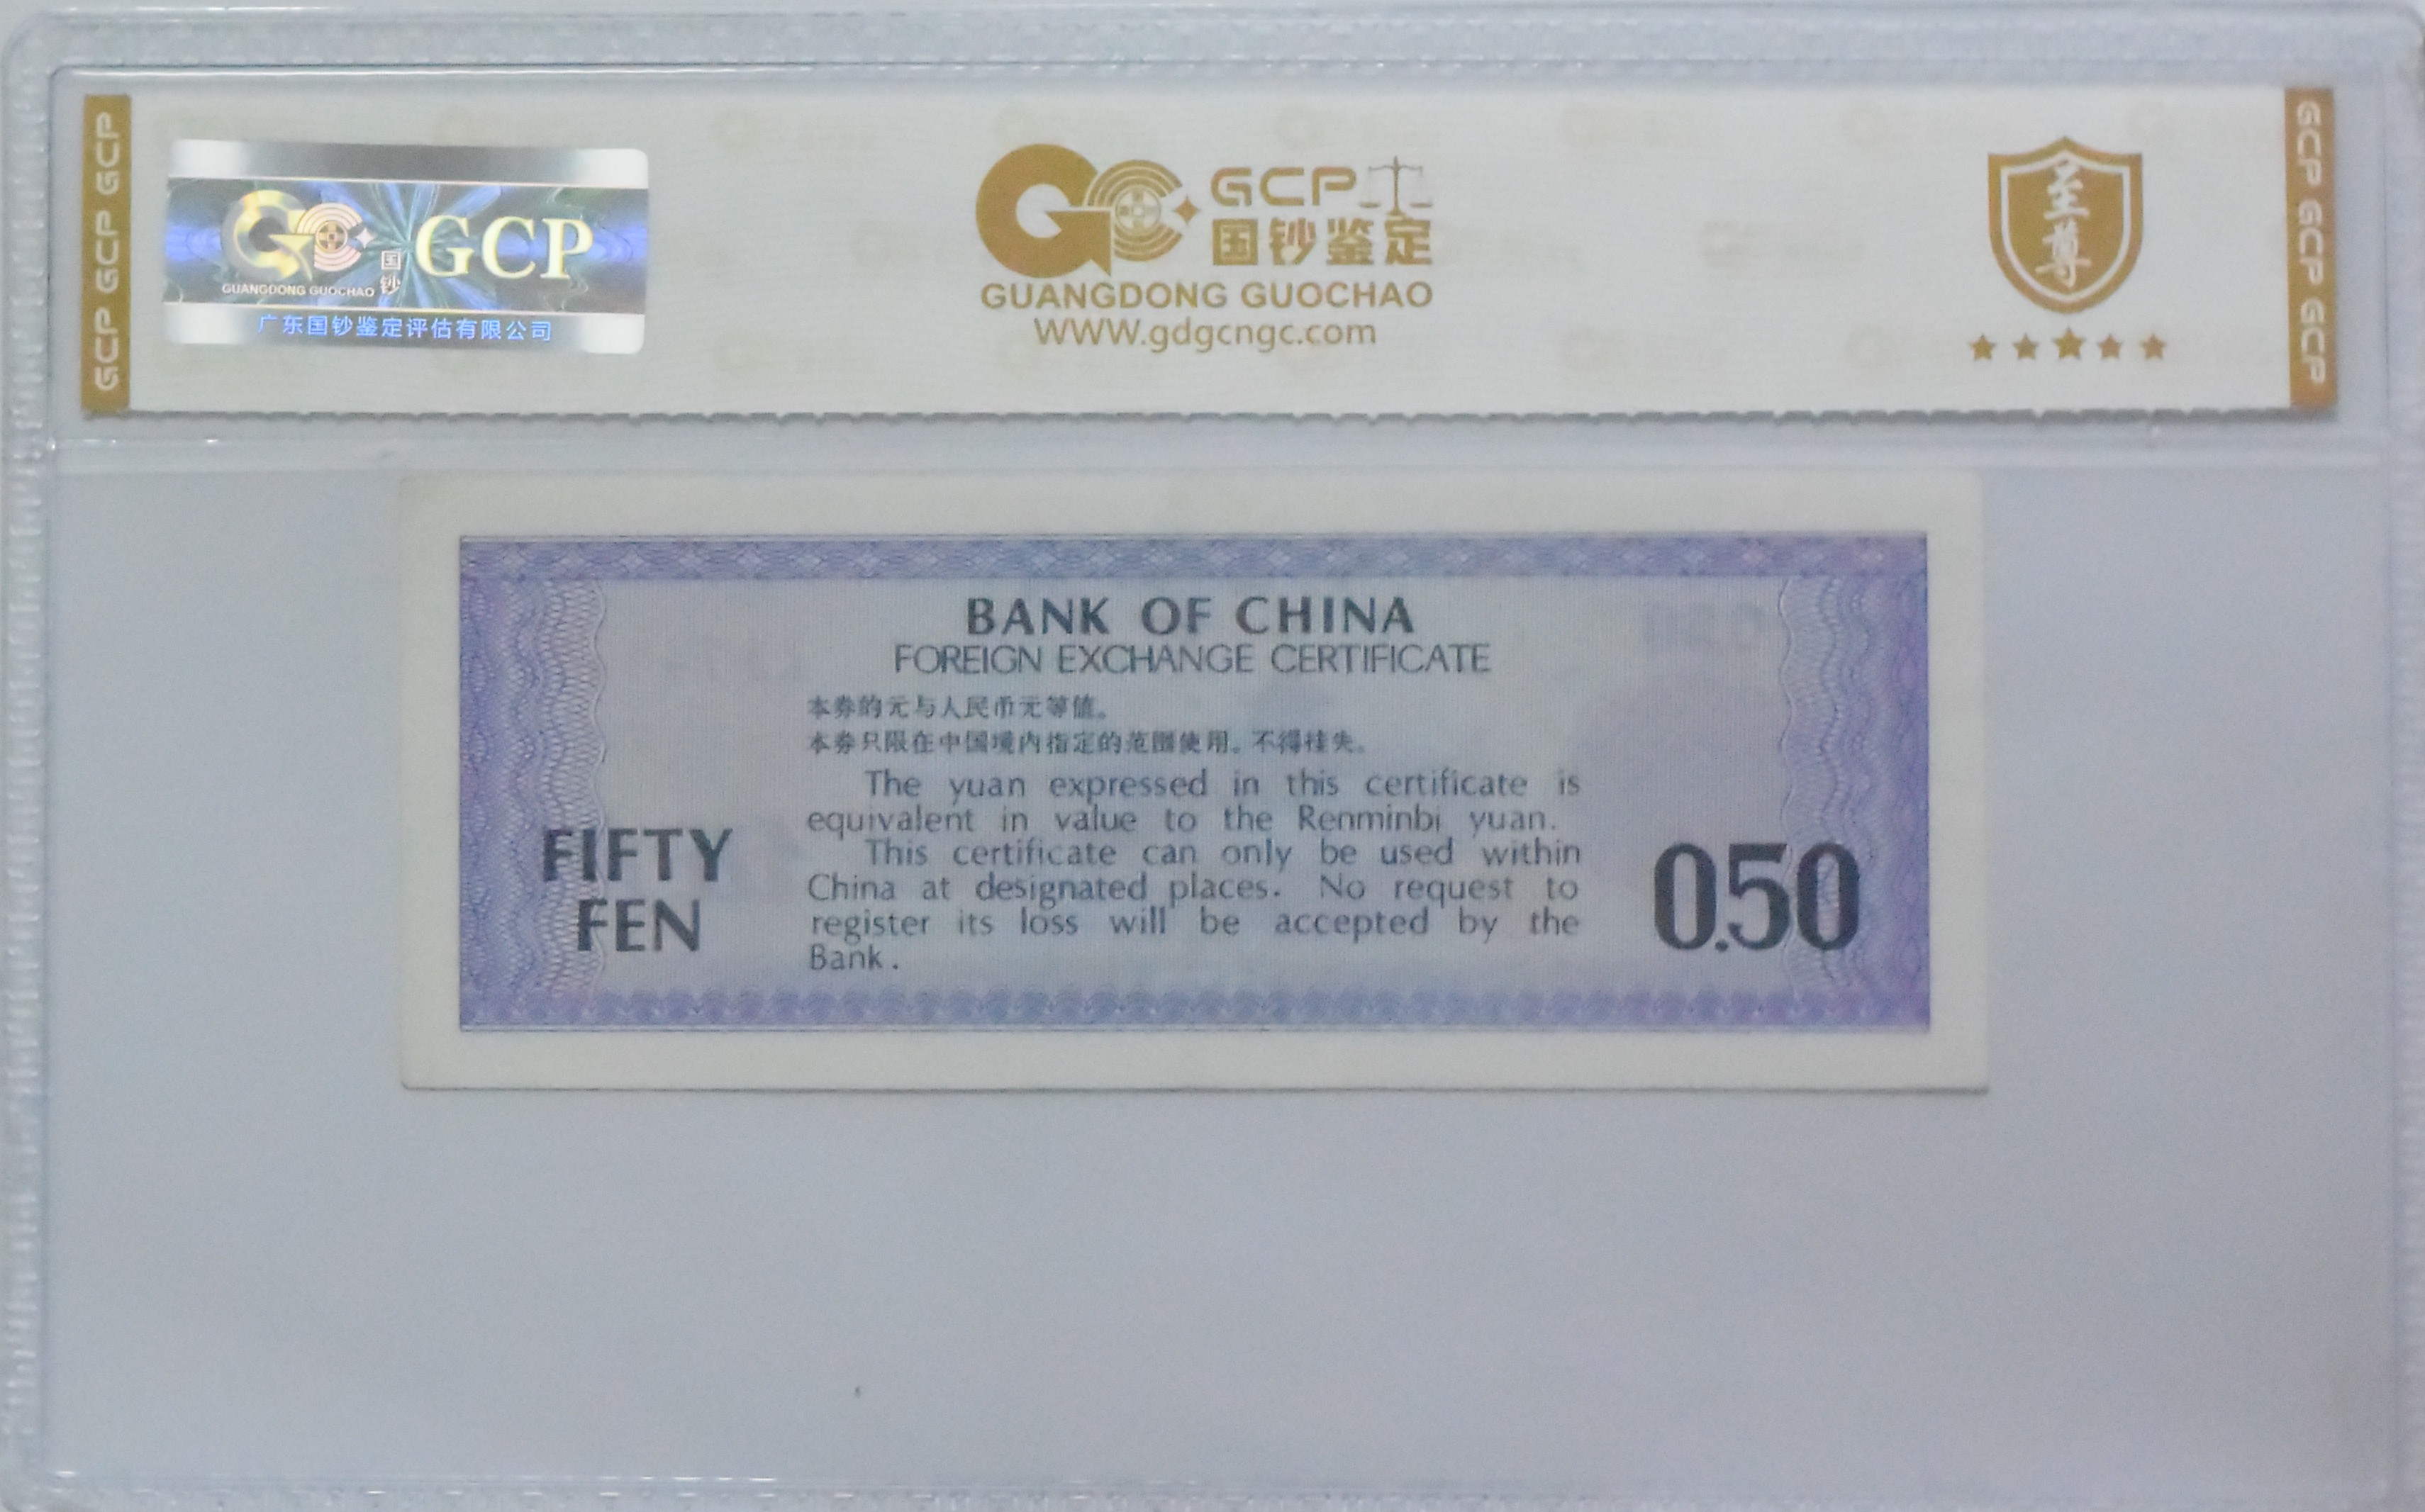 GCP GCP GCP
GCP
国钞
GUANGDONG GUOCHAO
广东国钞鉴定评估有限公司
GCP
国钞鉴定
GUANGDONG GUOCHAO
WWW.gdgcngc.com
至尊
GCP GCP GCP
BANK OF CHINA
FOREIGN EXCHANGE CERTIFICATE
本券的元与人民币元等值。
本券只限在中国境内指定的范围使用。不得挂失。
The yuan expressed in this certificate is
equivalent in value to the Renminbi yuan.
This certificate can only be used within
China at designated places. No request to
register its loss will be accepted by the
Bank.
FIFTY
FEN
0.50